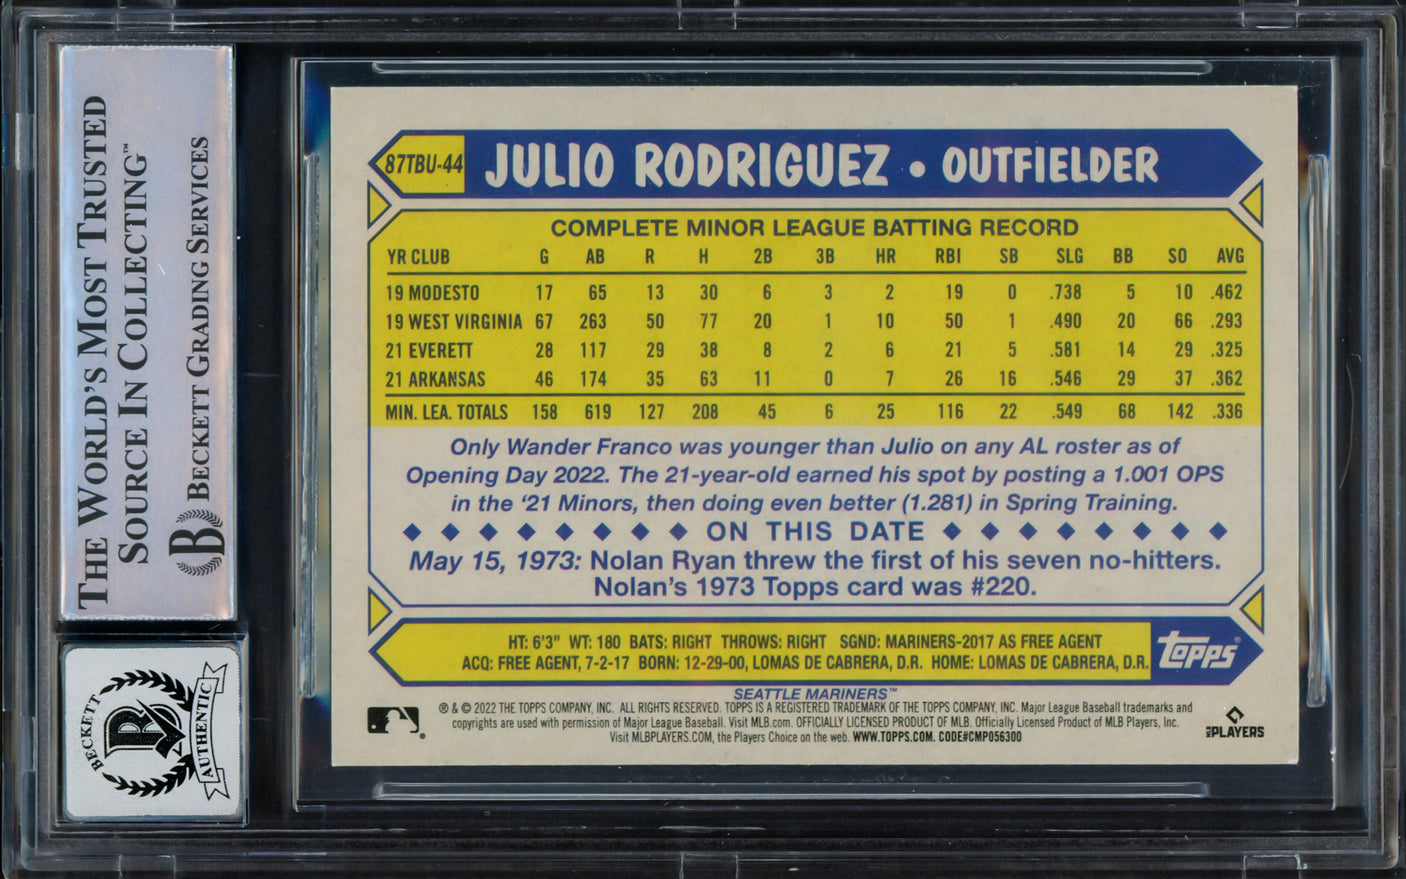 THE WORLD'S MOST TRUSTED
SOURCE IN COLLECTING™
B BECKETT GRADING SERVICES
BECKETT
B
AUTHENTIC
87TBU-44 JULIO RODRIGUEZ • OUTFIELDER
COMPLETE MINOR LEAGUE BATTING RECORD
YR CLUB G AB R H 2B 3B HR RBI SB SLG BB SO AVG
19 MODESTO 17 65 13 30 6 3 2 19 0 .738 5 10 .462
19 WEST VIRGINIA 67 263 50 77 20 1 10 50 1 .490 20 66 .293
21 EVERETT 28 117 29 38 8 2 6 21 5 .581 14 29 .325
21 ARKANSAS 46 174 35 63 11 0 7 26 16 .546 29 37 .362
MIN. LEA. TOTALS 158 619 127 208 45 6 25 116 22 .549 68 142 .336
Only Wander Franco was younger than Julio on any AL roster as of
Opening Day 2022. The 21-year-old earned his spot by posting a 1.001 OPS
in the '21 Minors, then doing even better (1.281) in Spring Training.
ON THIS DATE
May 15, 1973: Nolan Ryan threw the first of his seven no-hitters.
Nolan's 1973 Topps card was #220.
HT: 6'3" WT: 180 BATS: RIGHT THROWS: RIGHT SGND: MARINERS-2017 AS FREE AGENT
ACQ: FREE AGENT, 7-2-17 BORN: 12-29-00, LOMAS DE CABRERA, D.R. HOME: LOMAS DE CABRERA, D.R.
Topps®
SEATTLE MARINERS™
® & © 2022 THE TOPPS COMPANY, INC. ALL RIGHTS RESERVED. TOPPS IS A REGISTERED TRADEMARK OF THE TOPPS COMPANY, INC. Major League Baseball trademarks and
copyrights are used with permission of Major League Baseball. Visit MLB.com. OFFICIALLY LICENSED PRODUCT OF MLB. Officially Licensed Product of MLB Players, Inc.
Visit MLBPLAYERS.COM, the Players Choice on the web. WWW.TOPPS.COM. CODE#CMP056300
MLB PLAYERS